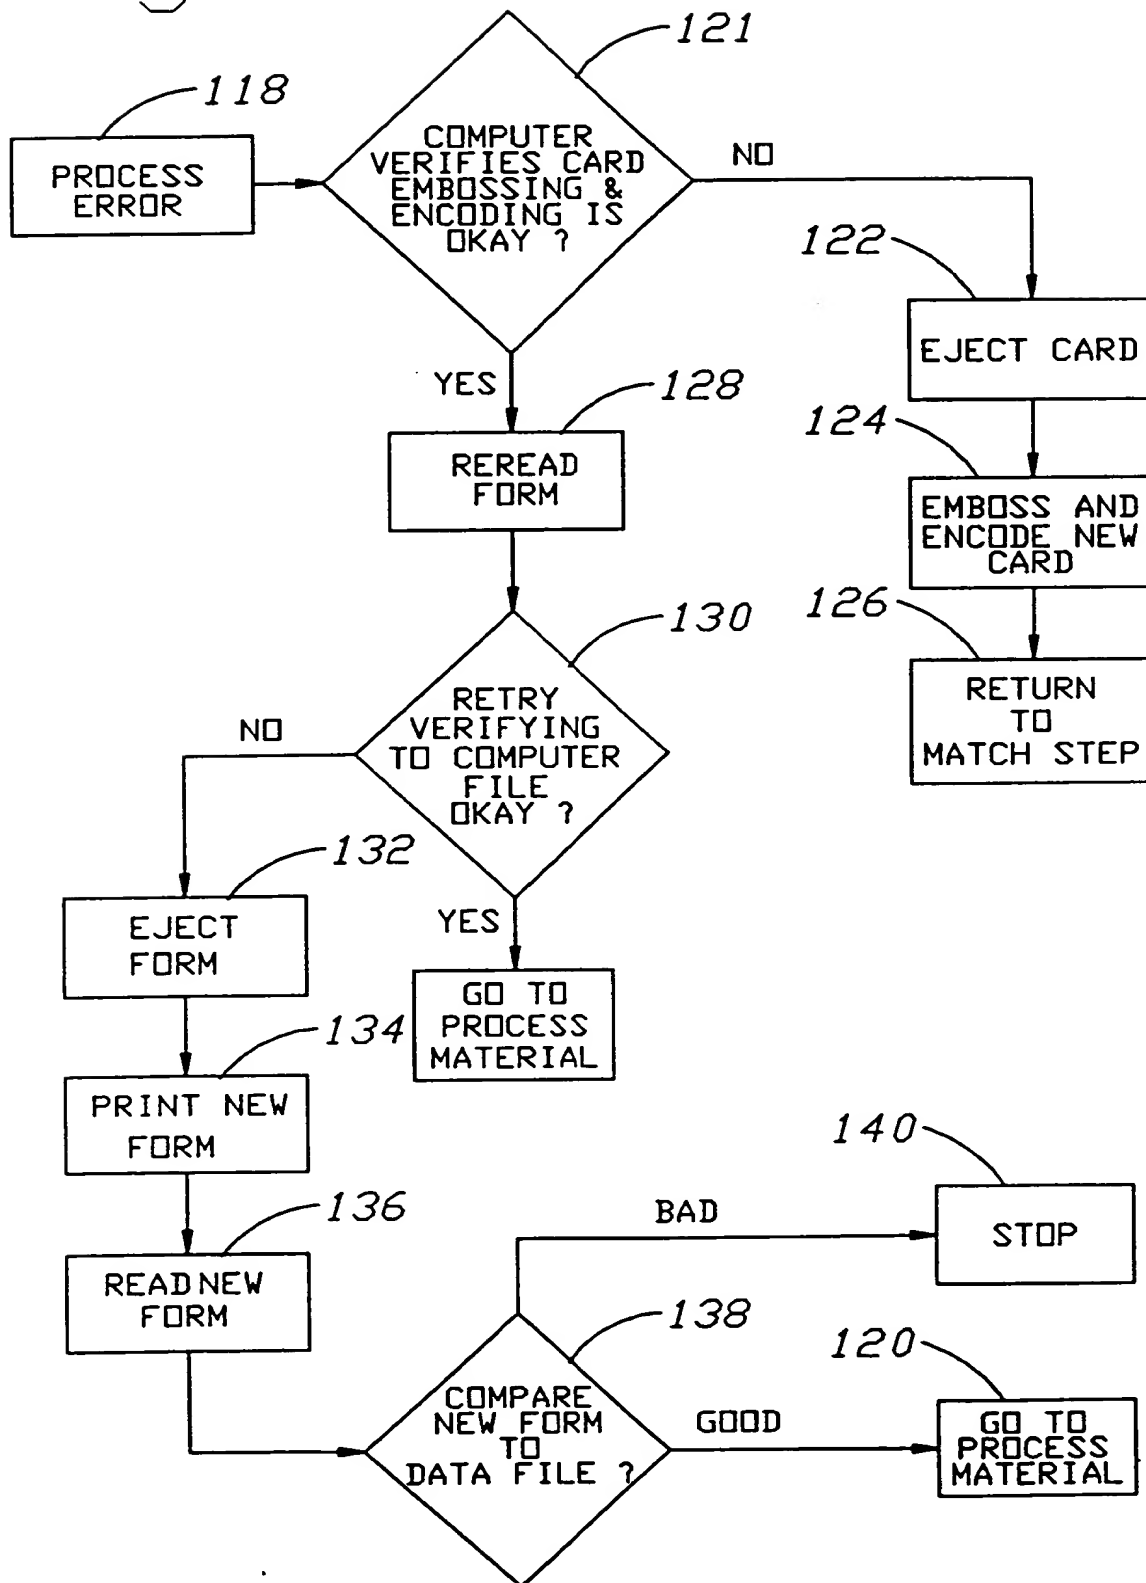 121
118
PROCESS
ERROR
COMPUTER
VERIFIES CARD
EMBOSSING &
ENCODING IS
OKAY ?
NO
122
EJECT CARD
YES
128
REREAD
FORM
124
EMBOSS AND
ENCODE NEW
CARD
126
RETURN
TO
MATCH STEP
130
RETRY
VERIFYING
TO COMPUTER
FILE
OKAY ?
NO
132
EJECT
FORM
YES
GO TO
PROCESS
MATERIAL
134
PRINT NEW
FORM
136
READ NEW
FORM
140
STOP
BAD
138
COMPARE
NEW FORM
TO
DATA FILE ?
GOOD
120
GO TO
PROCESS
MATERIAL